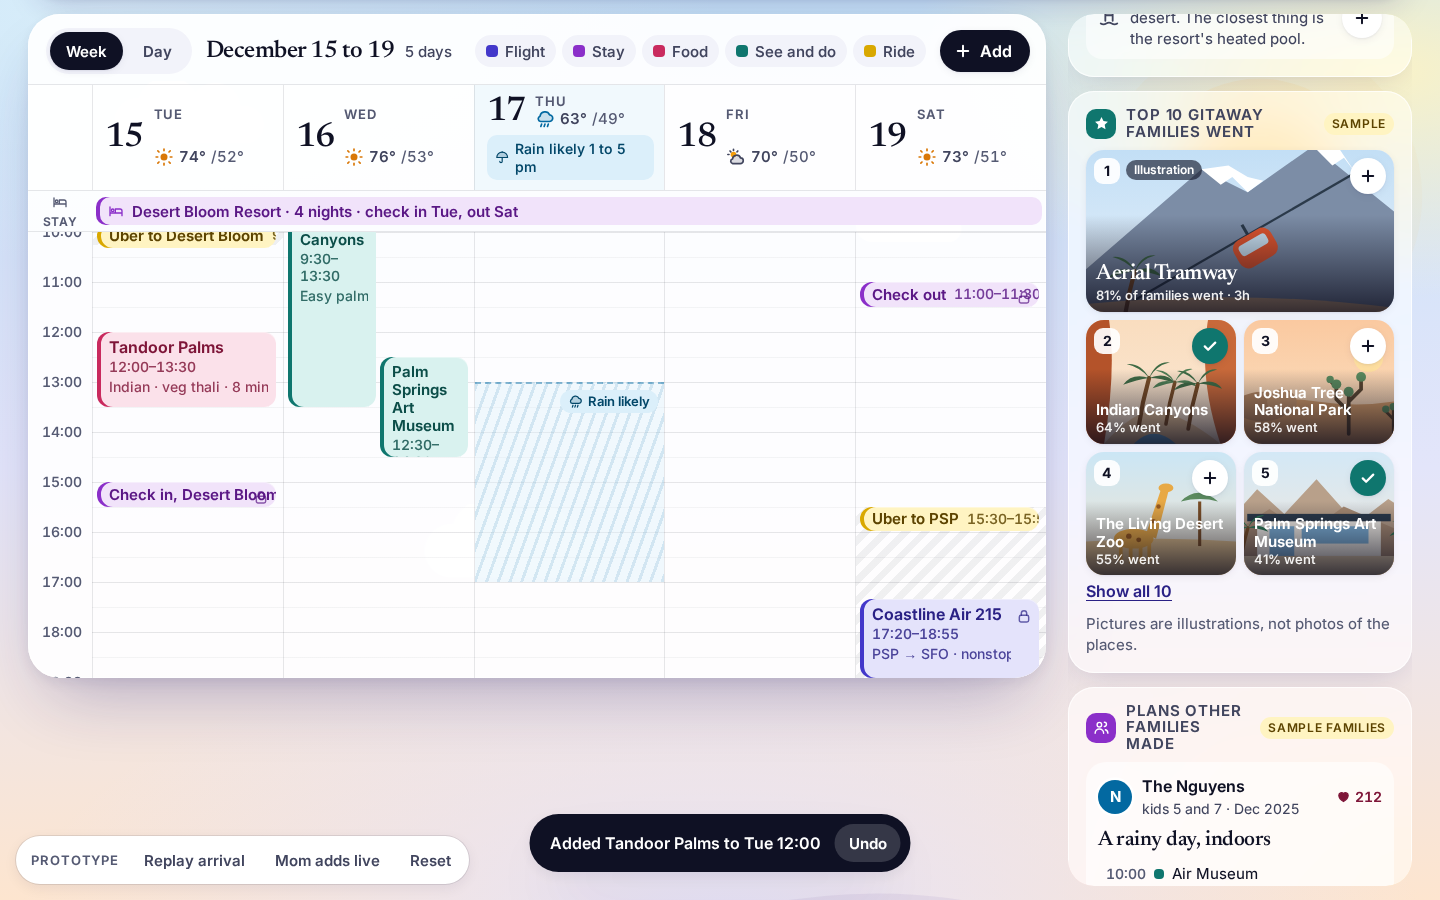 Week
Day
December 15 to 19
5 days
Flight
Stay
Food
See and do
Ride
Add
15
TUE
74° /52°
16
WED
76° /53°
17
THU
63° /49°
Rain likely 1 to 5
pm
18
FRI
70° /50°
19
SAT
73° /51°
STAY
Desert Bloom Resort · 4 nights · check in Tue, out Sat
10:00
11:00
12:00
13:00
14:00
15:00
16:00
17:00
18:00
Uber to Desert Bloom
Tandoor Palms
12:00–13:30
Indian · veg thali · 8 min
Check in, Desert Bloom
Canyons
9:30–
13:30
Easy palm
Palm
Springs
Art
Museum
12:30–
Rain likely
Check out 11:00–11:30
Uber to PSP 15:30–15:
Coastline Air 215
17:20–18:55
PSP → SFO · nonstop
desert. The closest thing is
the resort's heated pool.
TOP 10 GITAWAY
FAMILIES WENT
SAMPLE
1
Illustration
Aerial Tramway
81% of families went · 3h
2
Indian Canyons
64% went
3
Joshua Tree
National Park
58% went
4
The Living Desert
Zoo
55% went
5
Palm Springs Art
Museum
41% went
Show all 10
Pictures are illustrations, not photos of the
places.
PLANS OTHER
FAMILIES
MADE
SAMPLE FAMILIES
N
The Nguyens
kids 5 and 7 · Dec 2025
212
A rainy day, indoors
10:00 Air Museum
PROTOTYPE
Replay arrival
Mom adds live
Reset
Added Tandoor Palms to Tue 12:00
Undo